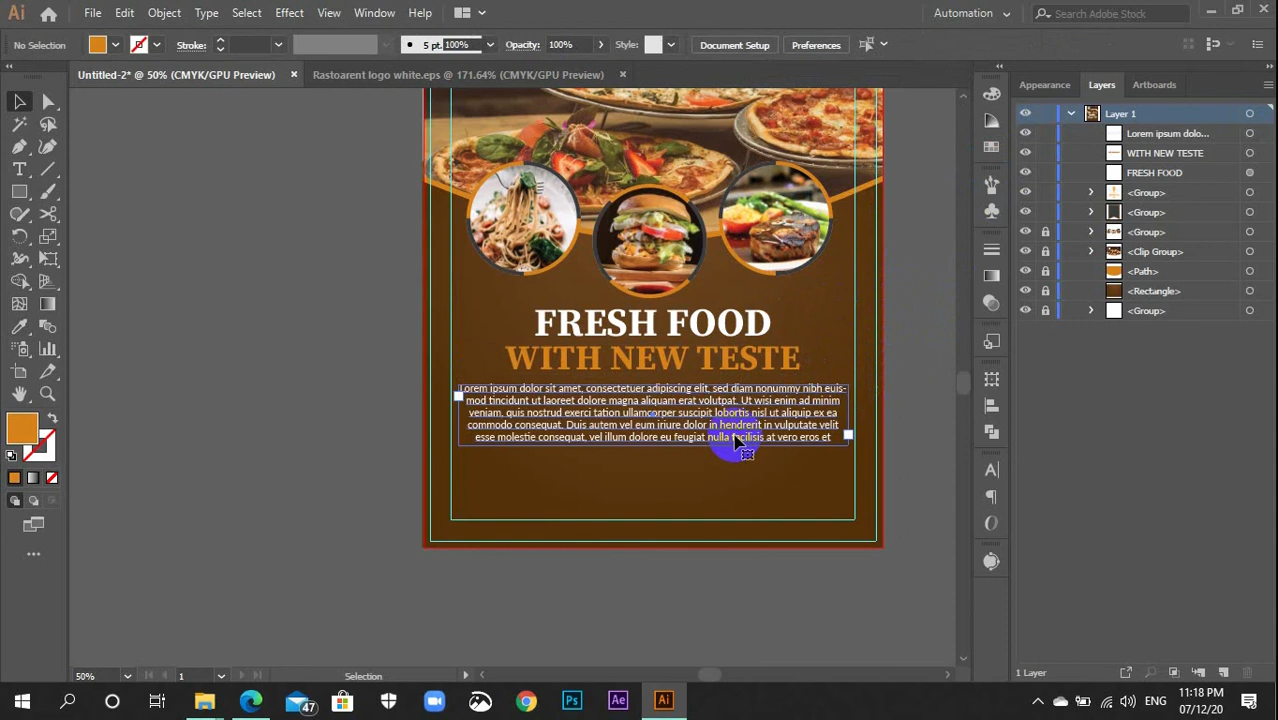 Ai File Edit Object Type Select Effect View Window Help Automation Search Adobe Stock
No Selection Stroke: 5 pt. 100% Opacity: 100% Style: Document Setup Preferences
Untitled-2* @ 50% (CMYK/GPU Preview) × Rastoarent logo white.eps @ 171.64% (CMYK/GPU Preview) ×
Appearance Layers Artboards
Layer 1
Lorem ipsum dolo...
WITH NEW TESTE
FRESH FOOD
<Group>
<Group>
<Group>
<Clip Group>
<Path>
<Rectangle>
<Group>
FRESH FOOD
WITH NEW TESTE
Lorem ipsum dolor sit amet, consectetuer adipiscing elit, sed diam nonummy nibh euis-
mod tincidunt ut laoreet dolore magna aliquam erat volutpat. Ut wisi enim ad minim
veniam, quis nostrud exerci tation ullamcorper suscipit lobortis nisl ut aliquip ex ea
commodo consequat. Duis autem vel eum iriure dolor in hendrerit in vulputate velit
esse molestie consequat, vel illum dolore eu feugiat nulla facilisis at vero eros et
50% 1 Selection
1 Layer
47 Ps Ae Ai ENG
11:18 PM
07/12/20